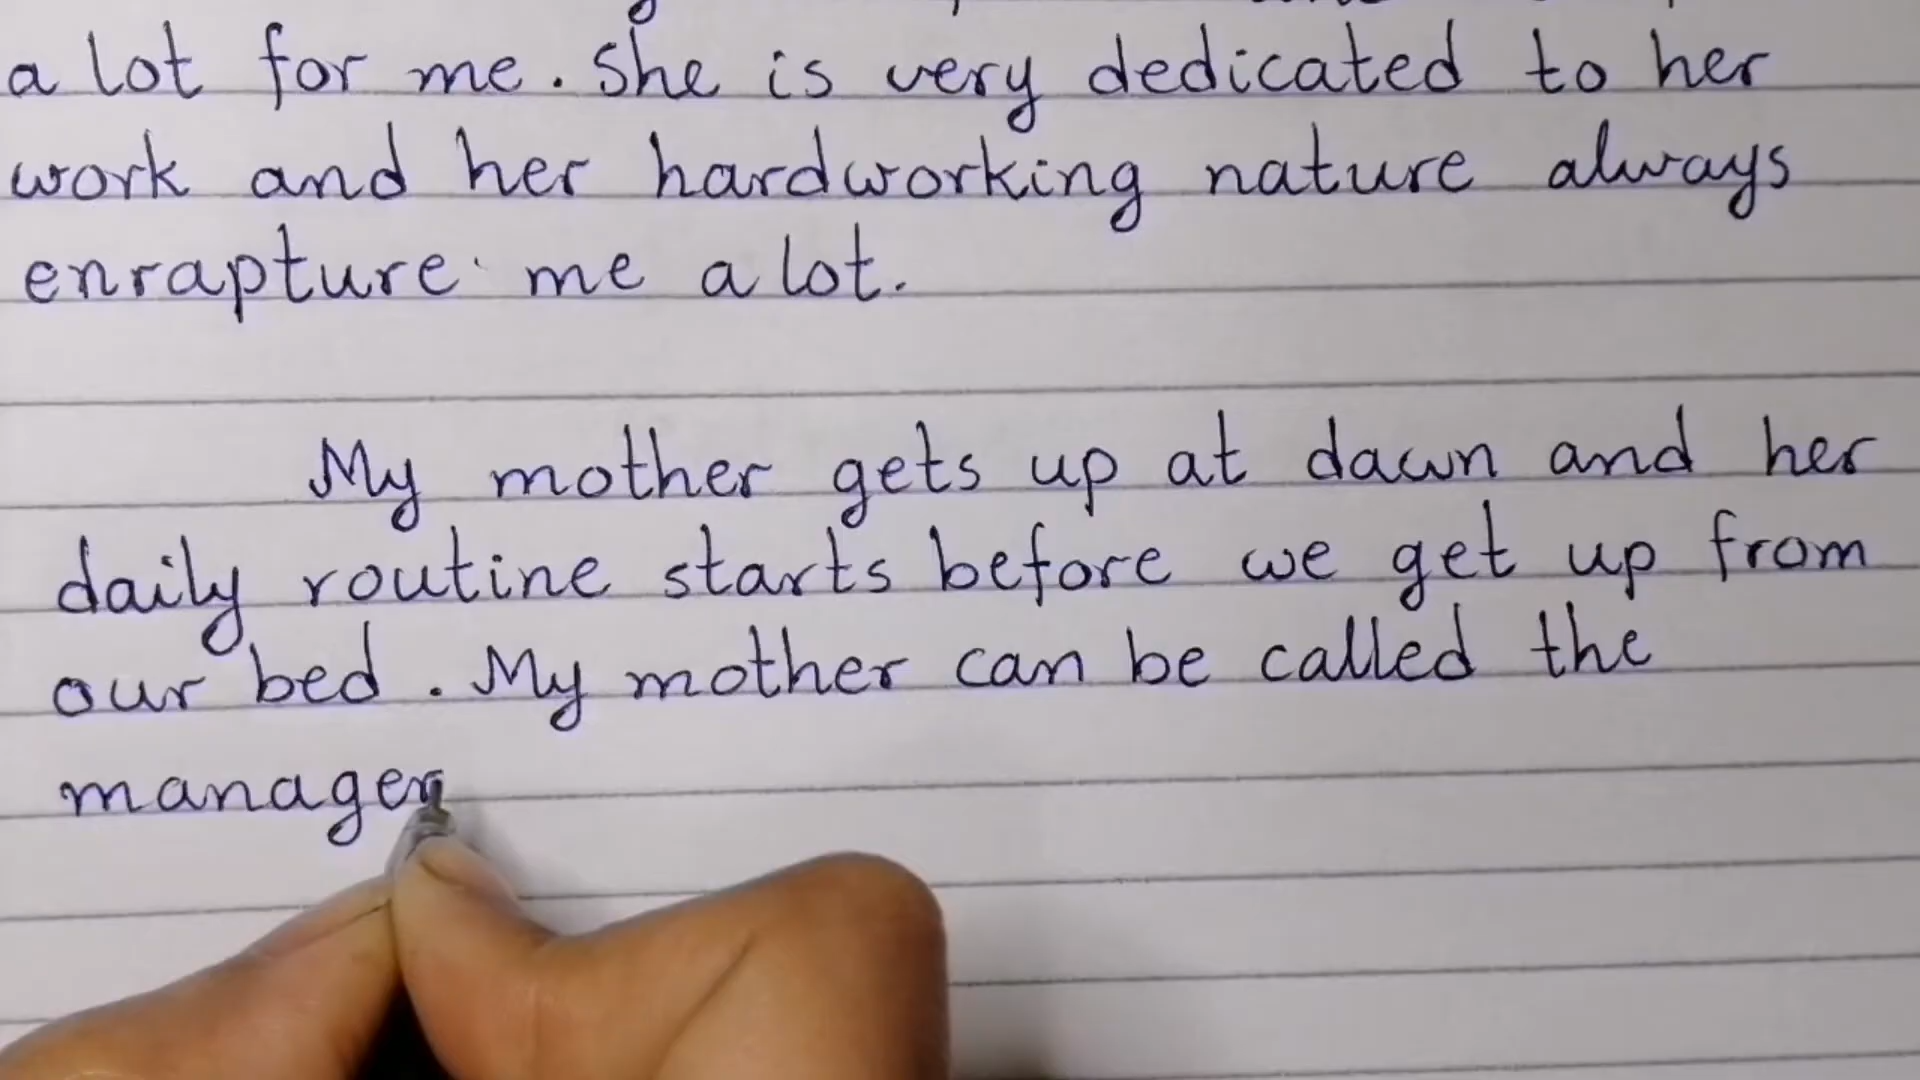 a lot for me. She is very dedicated to her
work and her hardworking nature always
enrapture me a lot.
My mother gets up at dawn and her
daily routine starts before we get up from
our bed. My mother can be called the
manager